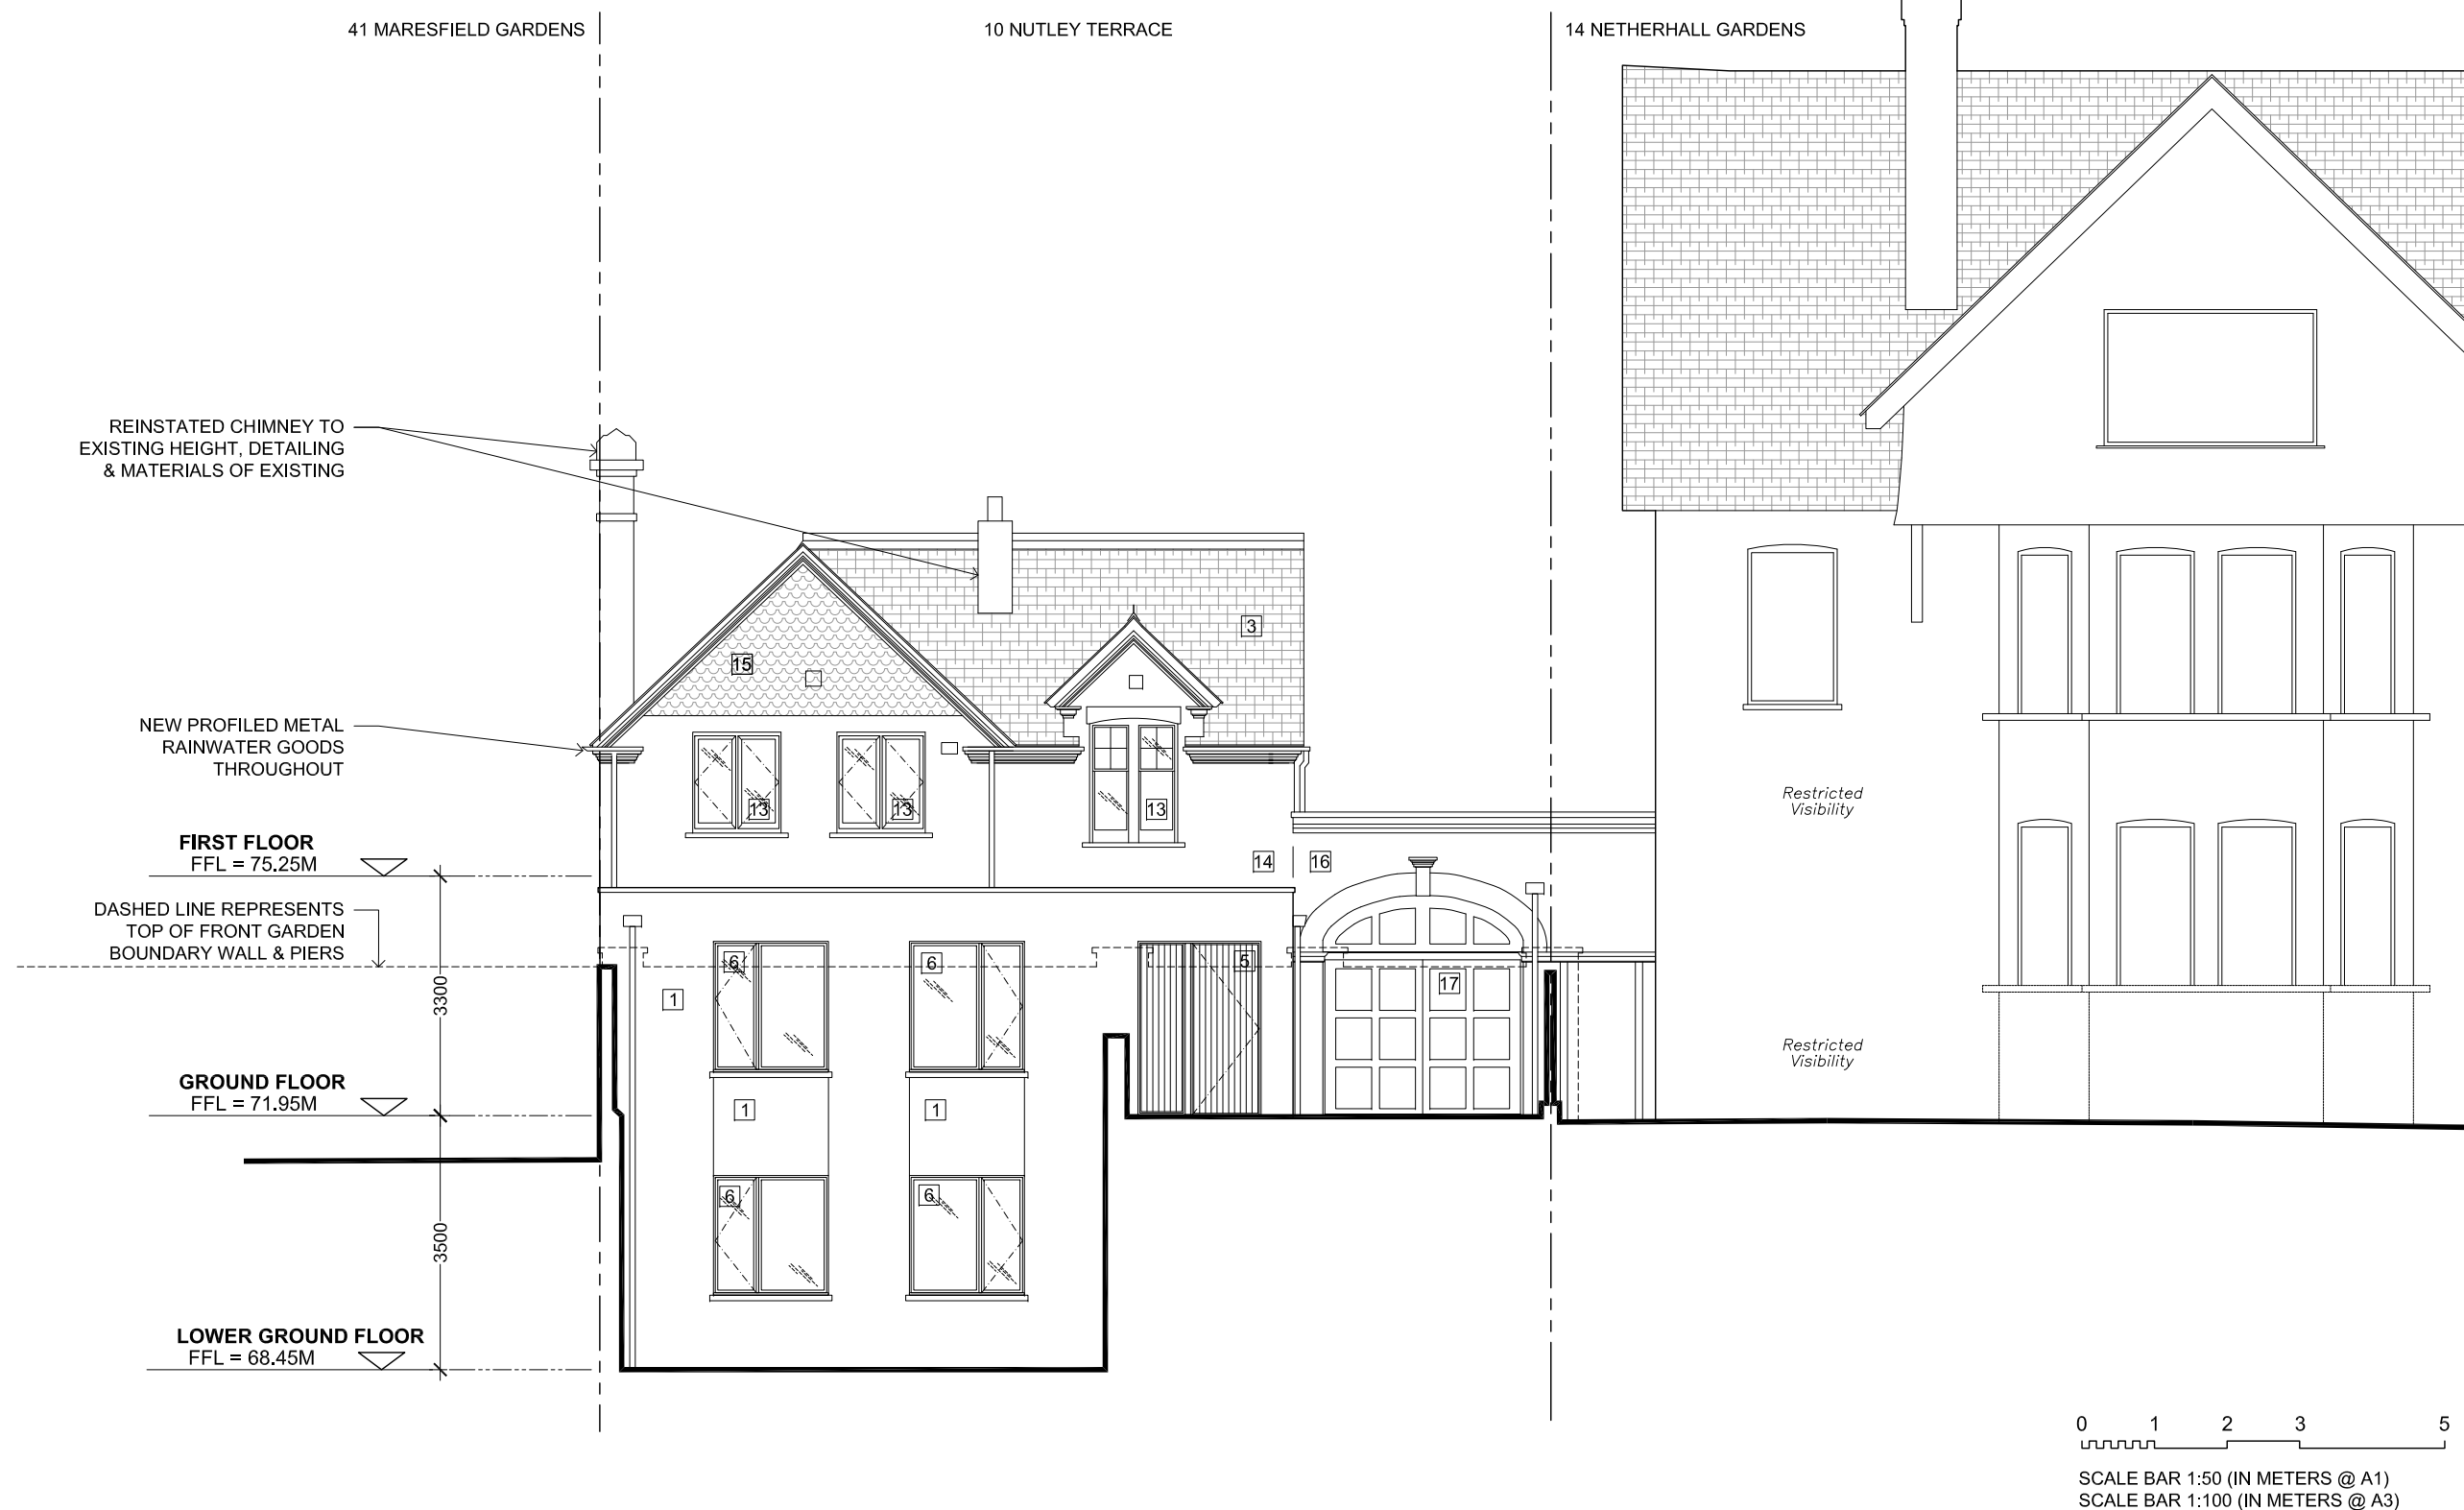 41 MARESFIELD GARDENS
10 NUTLEY TERRACE
14 NETHERHALL GARDENS
REINSTATED CHIMNEY TO
EXISTING HEIGHT, DETAILING
& MATERIALS OF EXISTING
3
15
NEW PROFILED METAL
RAINWATER GOODS
THROUGHOUT
13
13
13
Restricted
Visibility
FIRST FLOOR
FFL = 75.25M
14
16
DASHED LINE REPRESENTS
TOP OF FRONT GARDEN
BOUNDARY WALL & PIERS
6
6
5
17
1
3300
Restricted
Visibility
GROUND FLOOR
FFL = 71.95M
1
1
6
6
3500
LOWER GROUND FLOOR
FFL = 68.45M
0 1 2 3 5
SCALE BAR 1:50 (IN METERS @ A1)
SCALE BAR 1:100 (IN METERS @ A3)